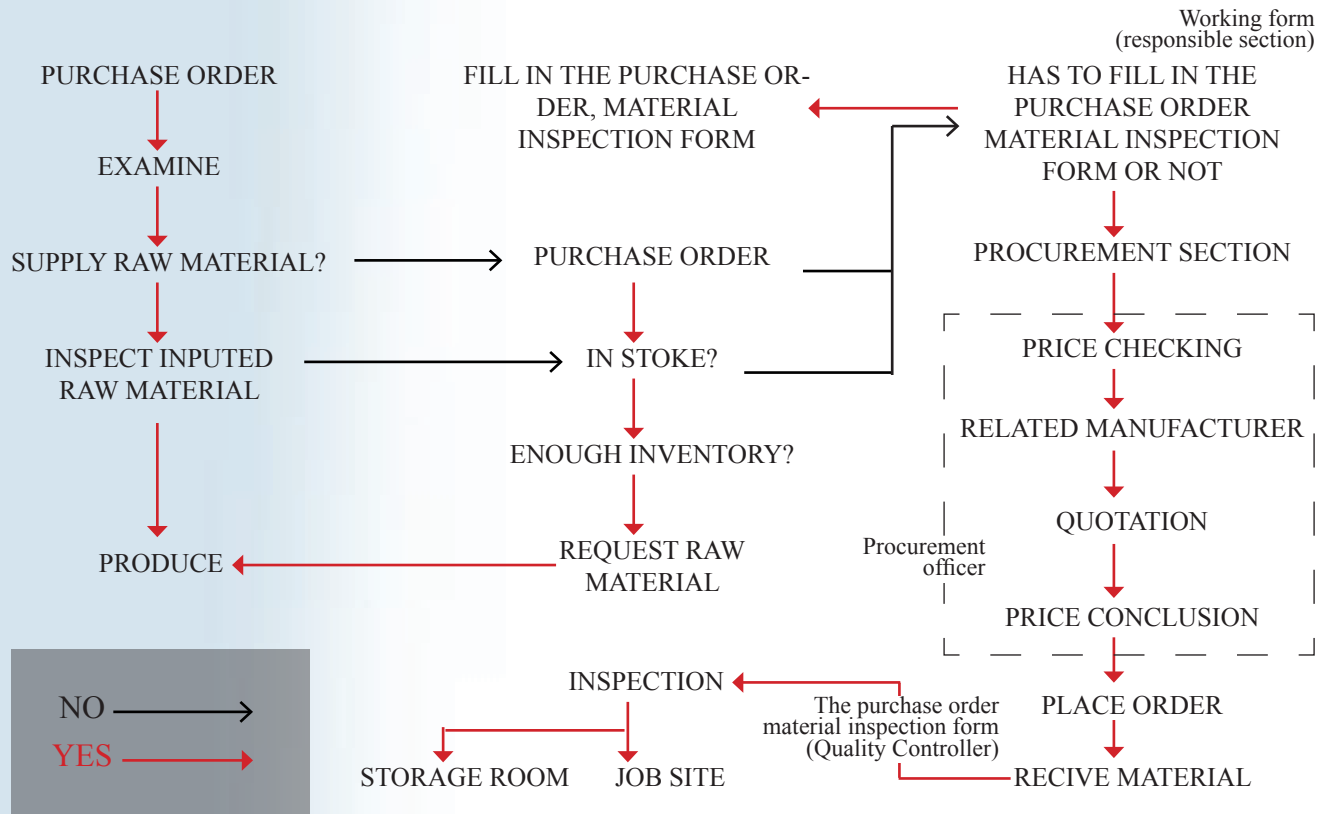 Working form
(responsible section)
PURCHASE ORDER
EXAMINE
SUPPLY RAW MATERIAL?
INSPECT INPUTED
RAW MATERIAL
PRODUCE
FILL IN THE PURCHASE OR-
DER, MATERIAL
INSPECTION FORM
PURCHASE ORDER
IN STOKE?
ENOUGH INVENTORY?
REQUEST RAW
MATERIAL
HAS TO FILL IN THE
PURCHASE ORDER
MATERIAL INSPECTION
FORM OR NOT
PROCUREMENT SECTION
PRICE CHECKING
RELATED MANUFACTURER
QUOTATION
Procurement
officer
PRICE CONCLUSION
PLACE ORDER
RECIVE MATERIAL
The purchase order
material inspection form
(Quality Controller)
INSPECTION
STORAGE ROOM
JOB SITE
NO
YES